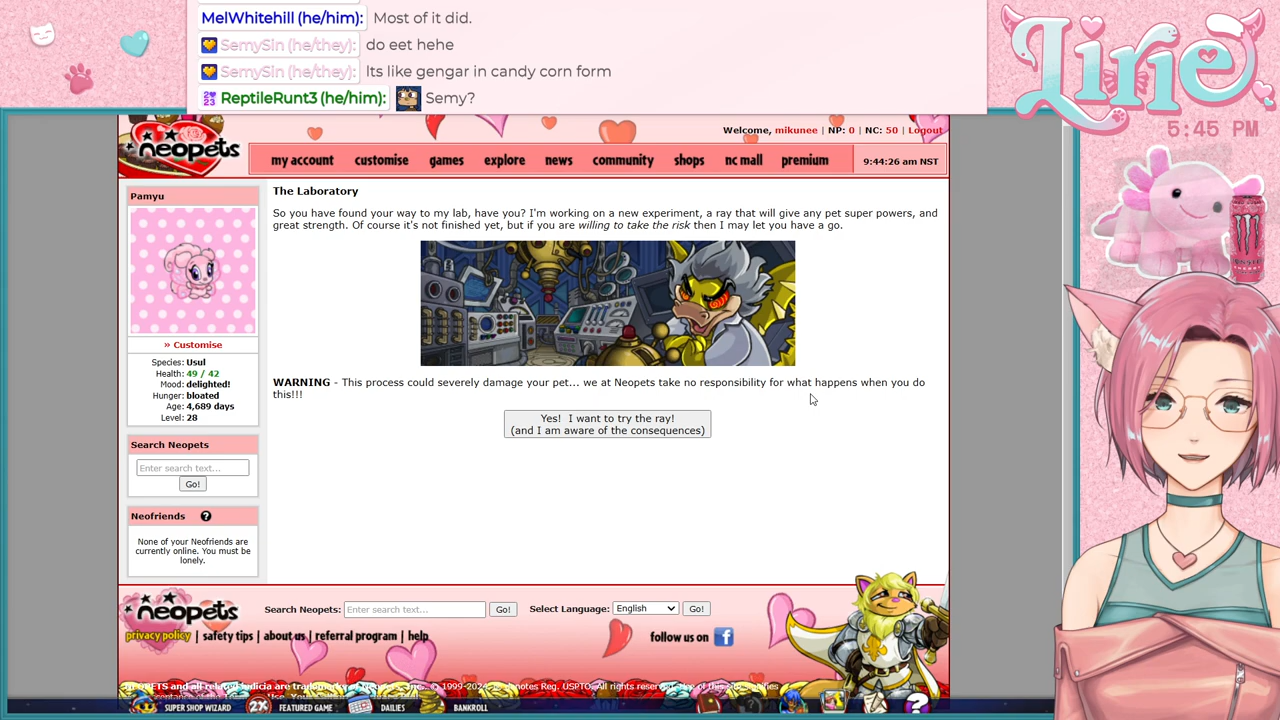 MelWhitehill (he/him): Most of it did.
SemySin (he/they): do eet hehe
SemySin (he/they): Its like gengar in candy corn form
ReptileRunt3 (he/him): Semy?
Lirie
5:45 PM
neopets
Welcome, mikunee | NP: 0 | NC: 50 | Logout
my account customise games explore news community shops nc mall premium
9:44:26 am NST
Pamyu
» Customise
Species: Usul
Health: 49 / 42
Mood: delighted!
Hunger: bloated
Age: 4,689 days
Level: 28
Search Neopets
Enter search text...
Go!
Neofriends ?
None of your Neofriends are
currently online. You must be
lonely.
The Laboratory
So you have found your way to my lab, have you? I'm working on a new experiment, a ray that will give any pet super powers, and
great strength. Of course it's not finished yet, but if you are willing to take the risk then I may let you have a go.
WARNING - This process could severely damage your pet... we at Neopets take no responsibility for what happens when you do
this!!!
Yes! I want to try the ray!
(and I am aware of the consequences)
neopets
Search Neopets: Enter search text... Go! Select Language: English Go!
privacy policy | safety tips | about us | referral program | help
follow us on f
SUPER SHOP WIZARD 2X FEATURED GAME DAILIES BANKROLL ?